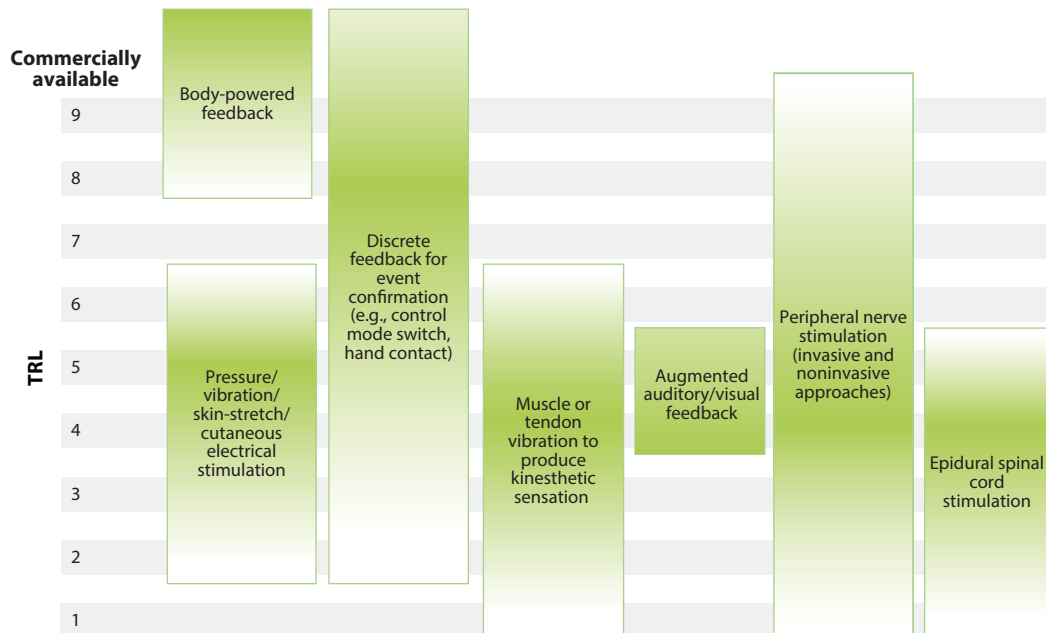 Commercially
available
TRL
9
8
7
6
5
4
3
2
1
Body-powered
feedback
Pressure/
vibration/
skin-stretch/
cutaneous
electrical
stimulation
Discrete
feedback for
event
confirmation
(e.g., control
mode switch,
hand contact)
Muscle or
tendon
vibration to
produce
kinesthetic
sensation
Augmented
auditory/visual
feedback
Peripheral nerve
stimulation
(invasive and
noninvasive
approaches)
Epidural spinal
cord
stimulation